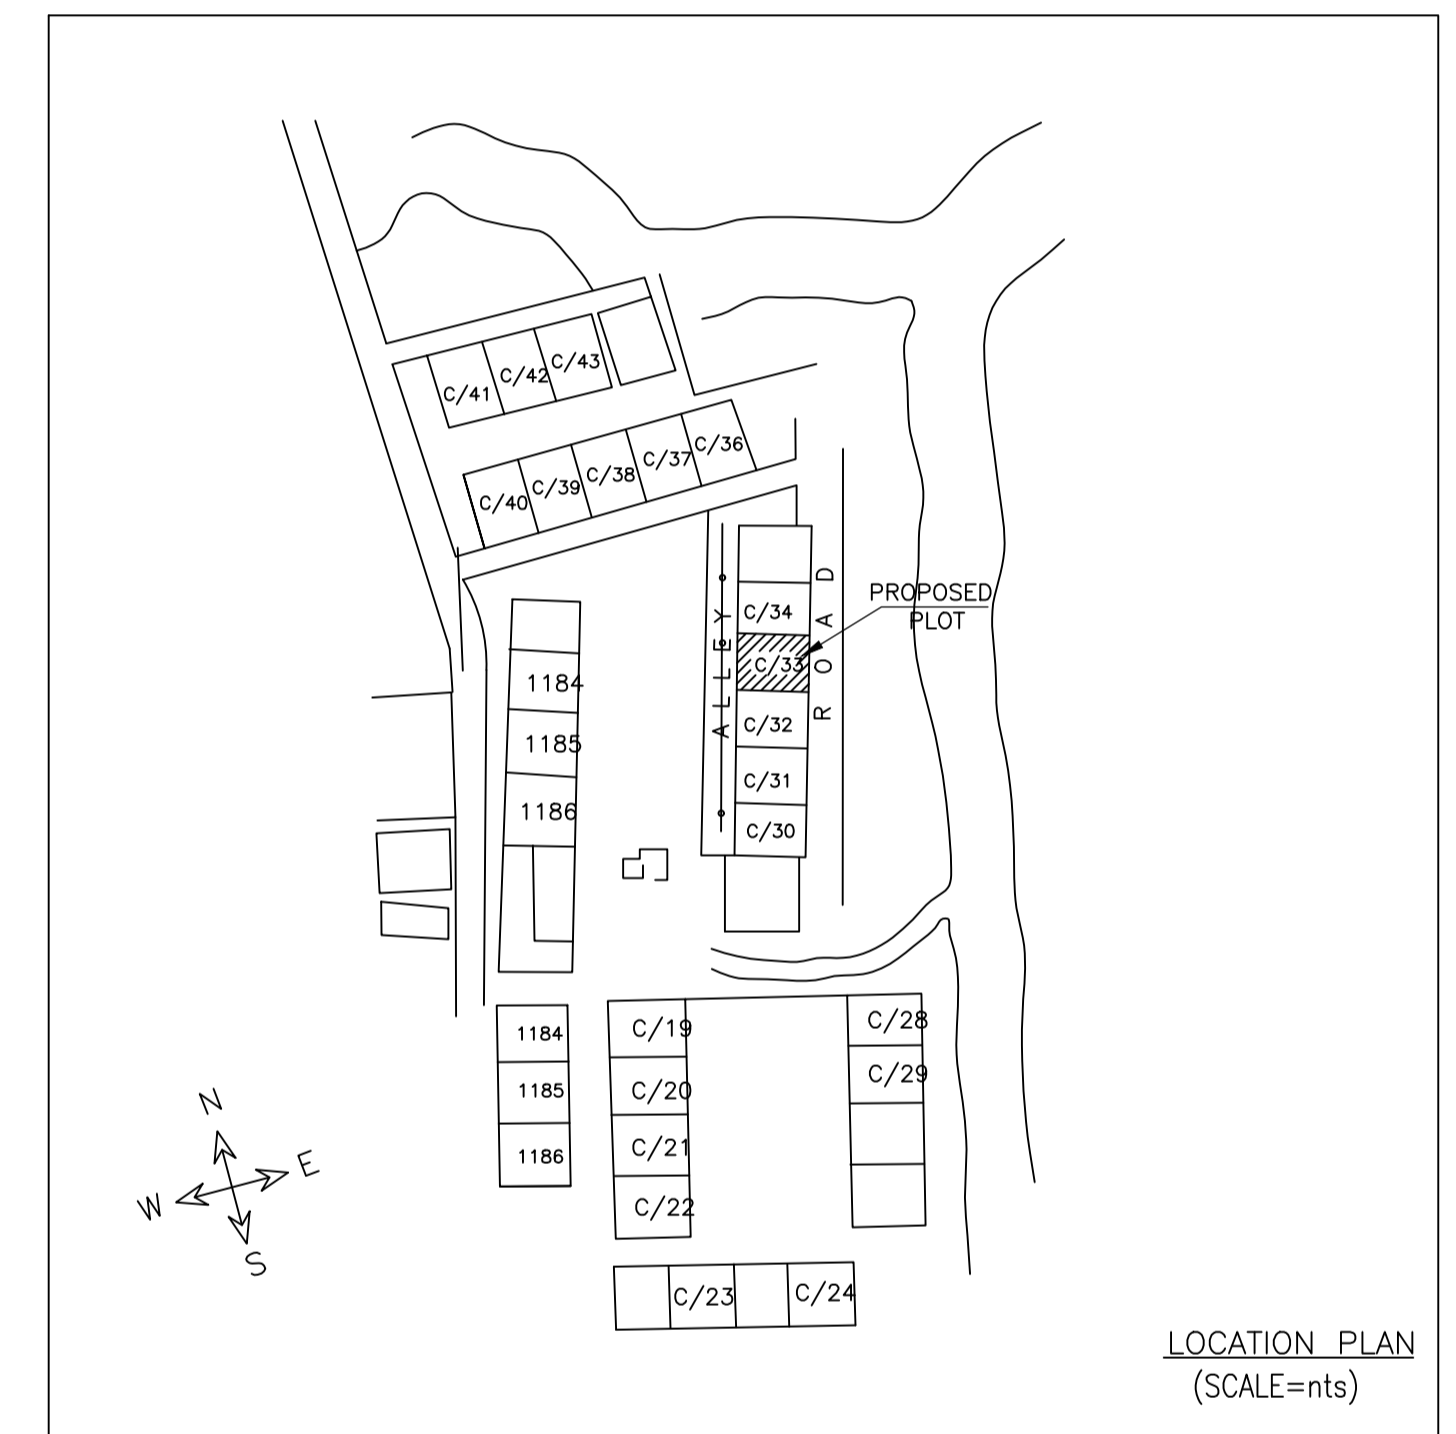 C/43
C/42
C/41
C/36
C/37
C/38
C/39
C/40
ROAD
PROPOSED
PLOT
C/34
ALLEY
C/33
C/32
C/31
C/30
1184
1185
1186
C/19
C/20
C/21
C/22
C/28
C/29
1184
1185
1186
N
E
W
S
C/23
C/24
LOCATION PLAN
(SCALE=nts)